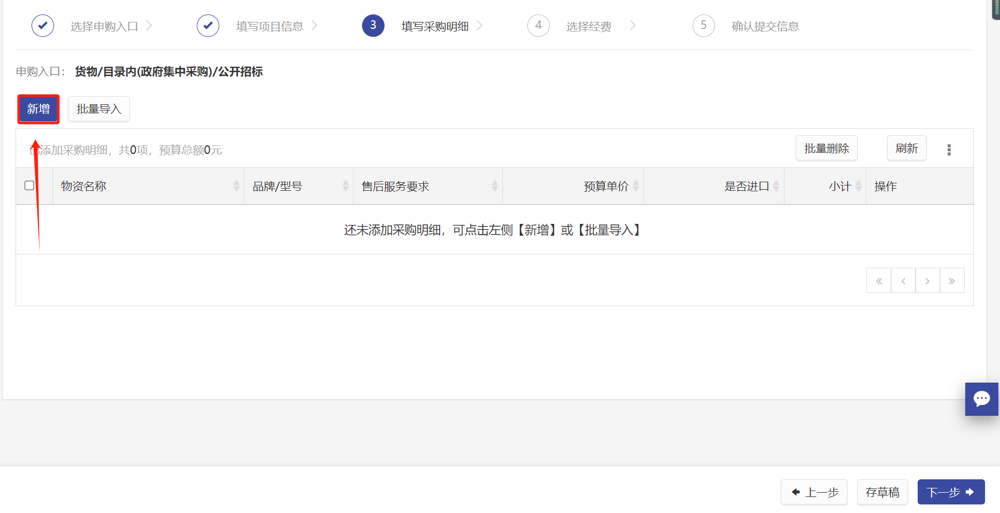 选择申购入口
填写项目信息
3 填写采购明细
4 选择经费
5 确认提交信息
申购入口： 货物/目录内(政府集中采购)/公开招标
新增 批量导入
已添加采购明细，共0项，预算总额0元
批量删除 刷新
物资名称 品牌/型号 售后服务要求 预算单价 是否进口 小计 操作
还未添加采购明细，可点击左侧【新增】或【批量导入】
上一步 存草稿 下一步